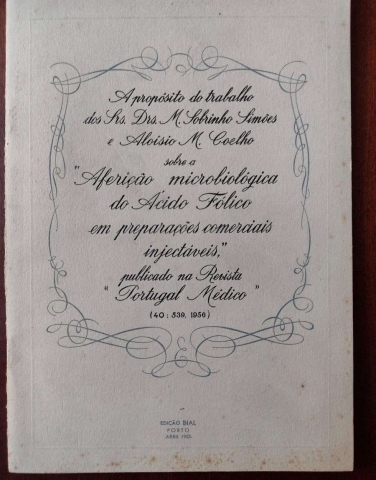 A propósito do trabalho
dos Srs. Drs. M. Sobrinho Simões
e Aloísio M. Coelho
sobre a
"Aferição microbiológica
do Ácido Fólico
em preparações comerciais
injectáveis,"
publicado na Revista
"Portugal Médico"
(40: 539, 1956)
EDIÇÃO BIAL
PORTO